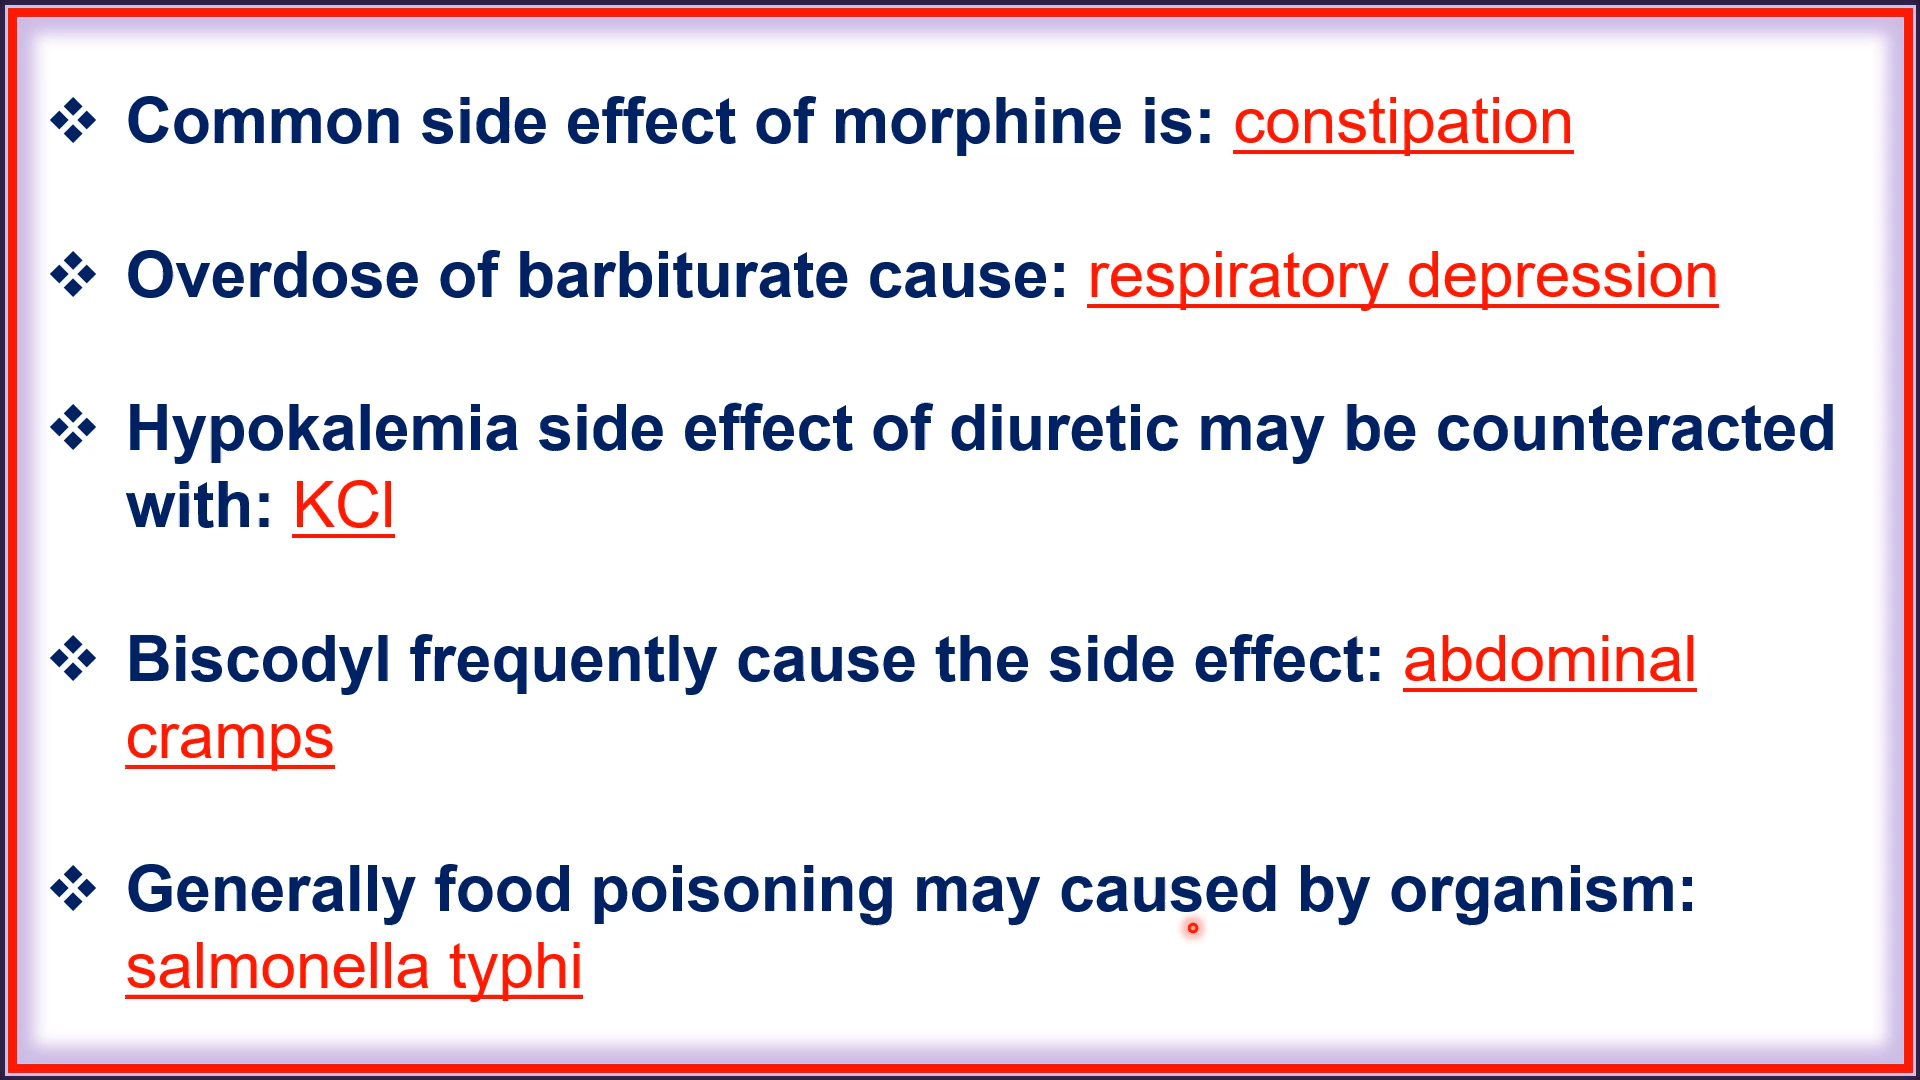 Common side effect of morphine is: constipation
Overdose of barbiturate cause: respiratory depression
Hypokalemia side effect of diuretic may be counteracted
with: KCl
Biscodyl frequently cause the side effect: abdominal
cramps
Generally food poisoning may caused by organism:
salmonella typhi